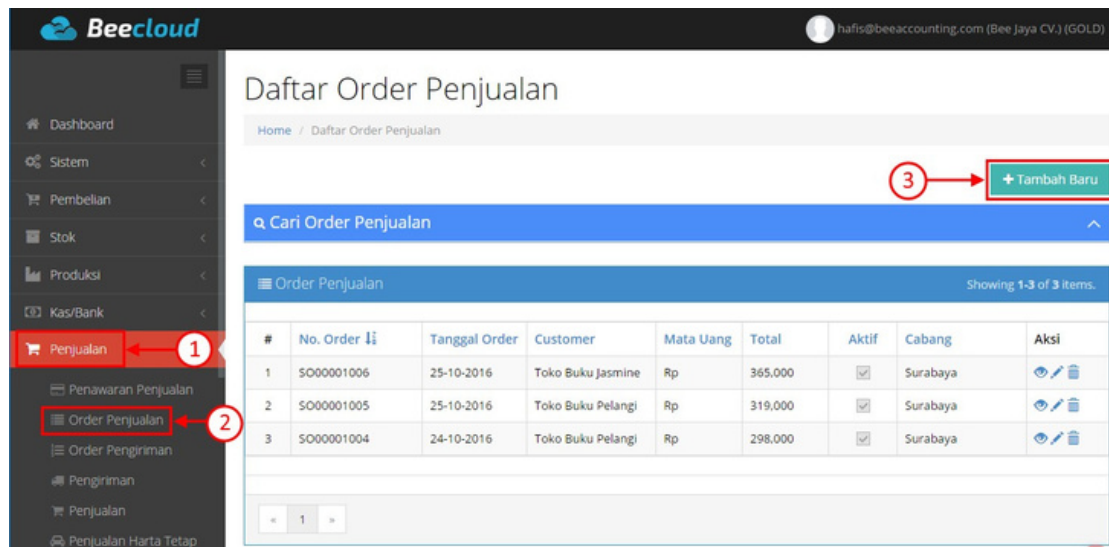 Beecloud
hafis@beeaccounting.com (Bee Jaya CV.) (GOLD)
Dashboard
Sistem
Pembelian
Stok
Produksi
Kas/Bank
Penjualan
1
Penawaran Penjualan
Order Penjualan
2
Order Pengiriman
Pengiriman
Penjualan
Penjualan Harta Tetap
Daftar Order Penjualan
Home / Daftar Order Penjualan
3
+ Tambah Baru
Cari Order Penjualan
Order Penjualan
Showing 1-3 of 3 items.
# No. Order Tanggal Order Customer Mata Uang Total Aktif Cabang Aksi
1 SO00001006 25-10-2016 Toko Buku Jasmine Rp 365,000 Surabaya
2 SO00001005 25-10-2016 Toko Buku Pelangi Rp 319,000 Surabaya
3 SO00001004 24-10-2016 Toko Buku Pelangi Rp 298,000 Surabaya
« 1 »